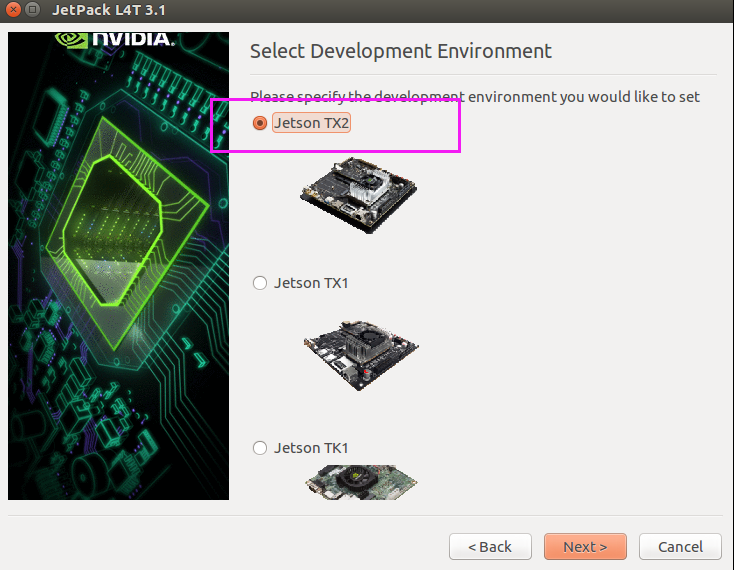 JetPack L4T 3.1
NVIDIA.
Select Development Environment
Please specify the development environment you would like to set
Jetson TX2
Jetson TX1
Jetson TK1
< Back
Next >
Cancel